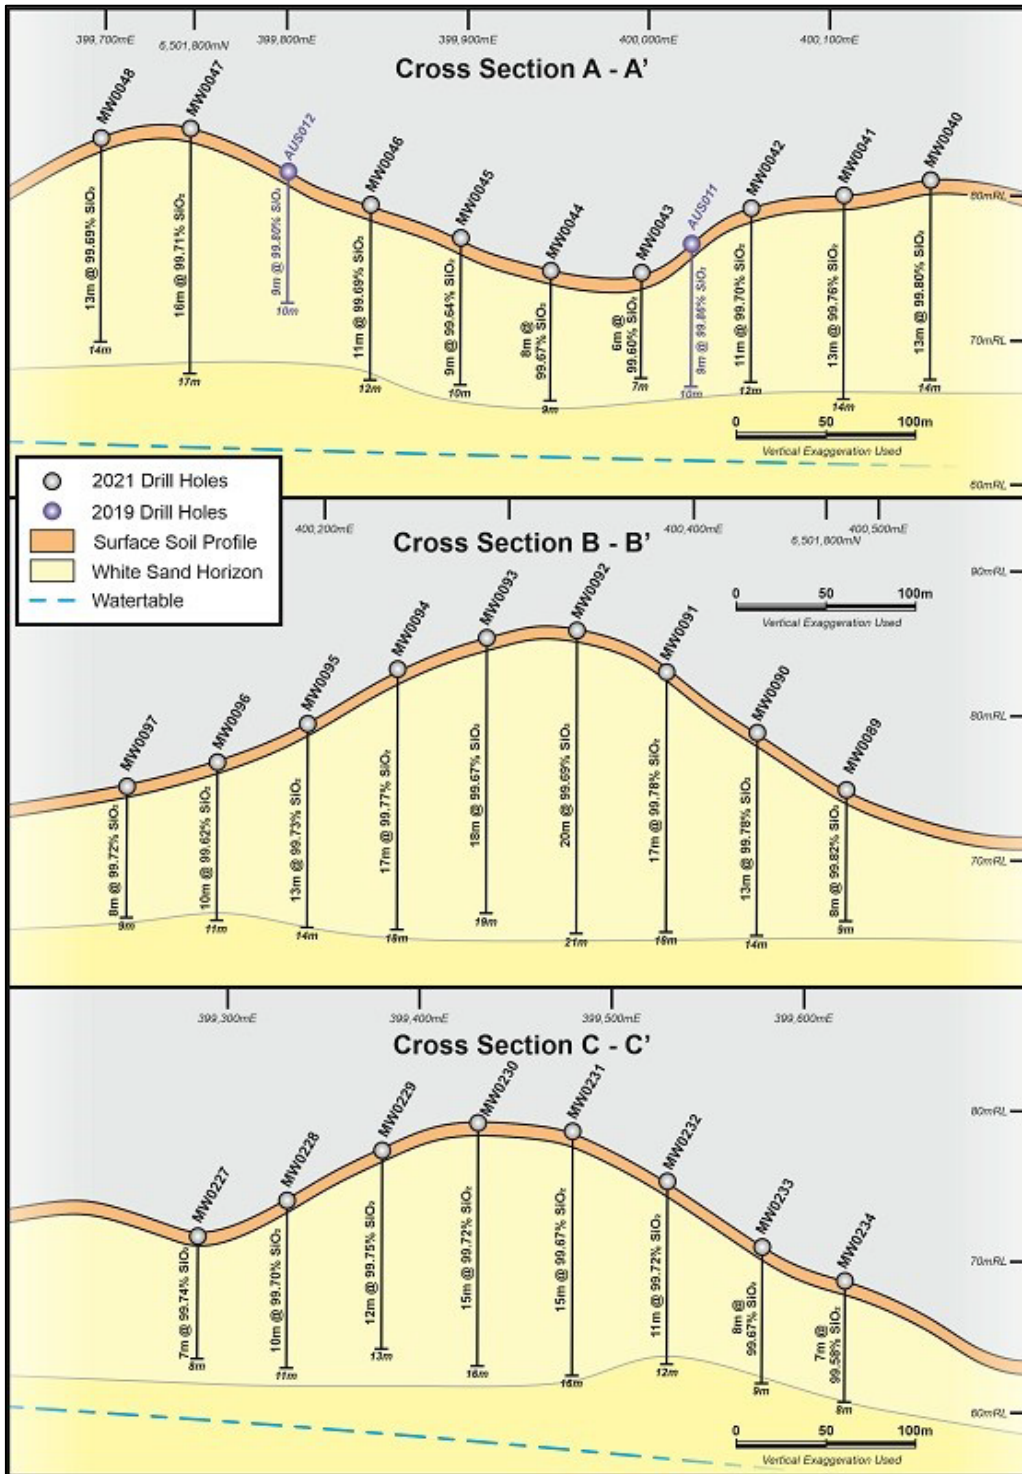 399,700mE
6,501,800mN
399,800mE
399,900mE
400,000mE
400,100mE
Cross Section A - A'
MW0048
MW0047
AUS012
MW0046
MW0045
MW0044
MW0043
AUS011
MW0042
MW0041
MW0040
80mRL
70mRL
60mRL
13m @ 99.69% SiO₂
14m
16m @ 99.71% SiO₂
17m
9m @ 99.80% SiO₂
10m
11m @ 99.69% SiO₂
12m
9m @ 99.64% SiO₂
10m
8m @
99.67% SiO₂
9m
6m @
99.60% SiO₂
7m
9m @ 99.86% SiO₂
10m
11m @ 99.70% SiO₂
12m
13m @ 99.76% SiO₂
14m
13m @ 99.80% SiO₂
14m
0 50 100m
Vertical Exaggeration Used
2021 Drill Holes
2019 Drill Holes
Surface Soil Profile
White Sand Horizon
Watertable
400,200mE
400,400mE
6,501,800mN
400,500mE
Cross Section B - B'
90mRL
80mRL
70mRL
0 50 100m
Vertical Exaggeration Used
MW0097
MW0096
MW0095
MW0094
MW0093
MW0092
MW0091
MW0090
MW0089
8m @ 99.72% SiO₂
9m
10m @ 99.62% SiO₂
11m
13m @ 99.73% SiO₂
14m
17m @ 99.77% SiO₂
18m
18m @ 99.67% SiO₂
19m
20m @ 99.69% SiO₂
21m
17m @ 99.78% SiO₂
18m
13m @ 99.78% SiO₂
14m
8m @ 99.82% SiO₂
9m
399,300mE
399,400mE
399,500mE
399,600mE
Cross Section C - C'
80mRL
70mRL
60mRL
MW0227
MW0228
MW0229
MW0230
MW0231
MW0232
MW0233
MW0234
7m @ 99.74% SiO₂
8m
10m @ 99.70% SiO₂
11m
12m @ 99.75% SiO₂
13m
15m @ 99.72% SiO₂
16m
15m @ 99.67% SiO₂
16m
11m @ 99.72% SiO₂
12m
8m @
99.67% SiO₂
9m
7m @
99.58% SiO₂
8m
0 50 100m
Vertical Exaggeration Used